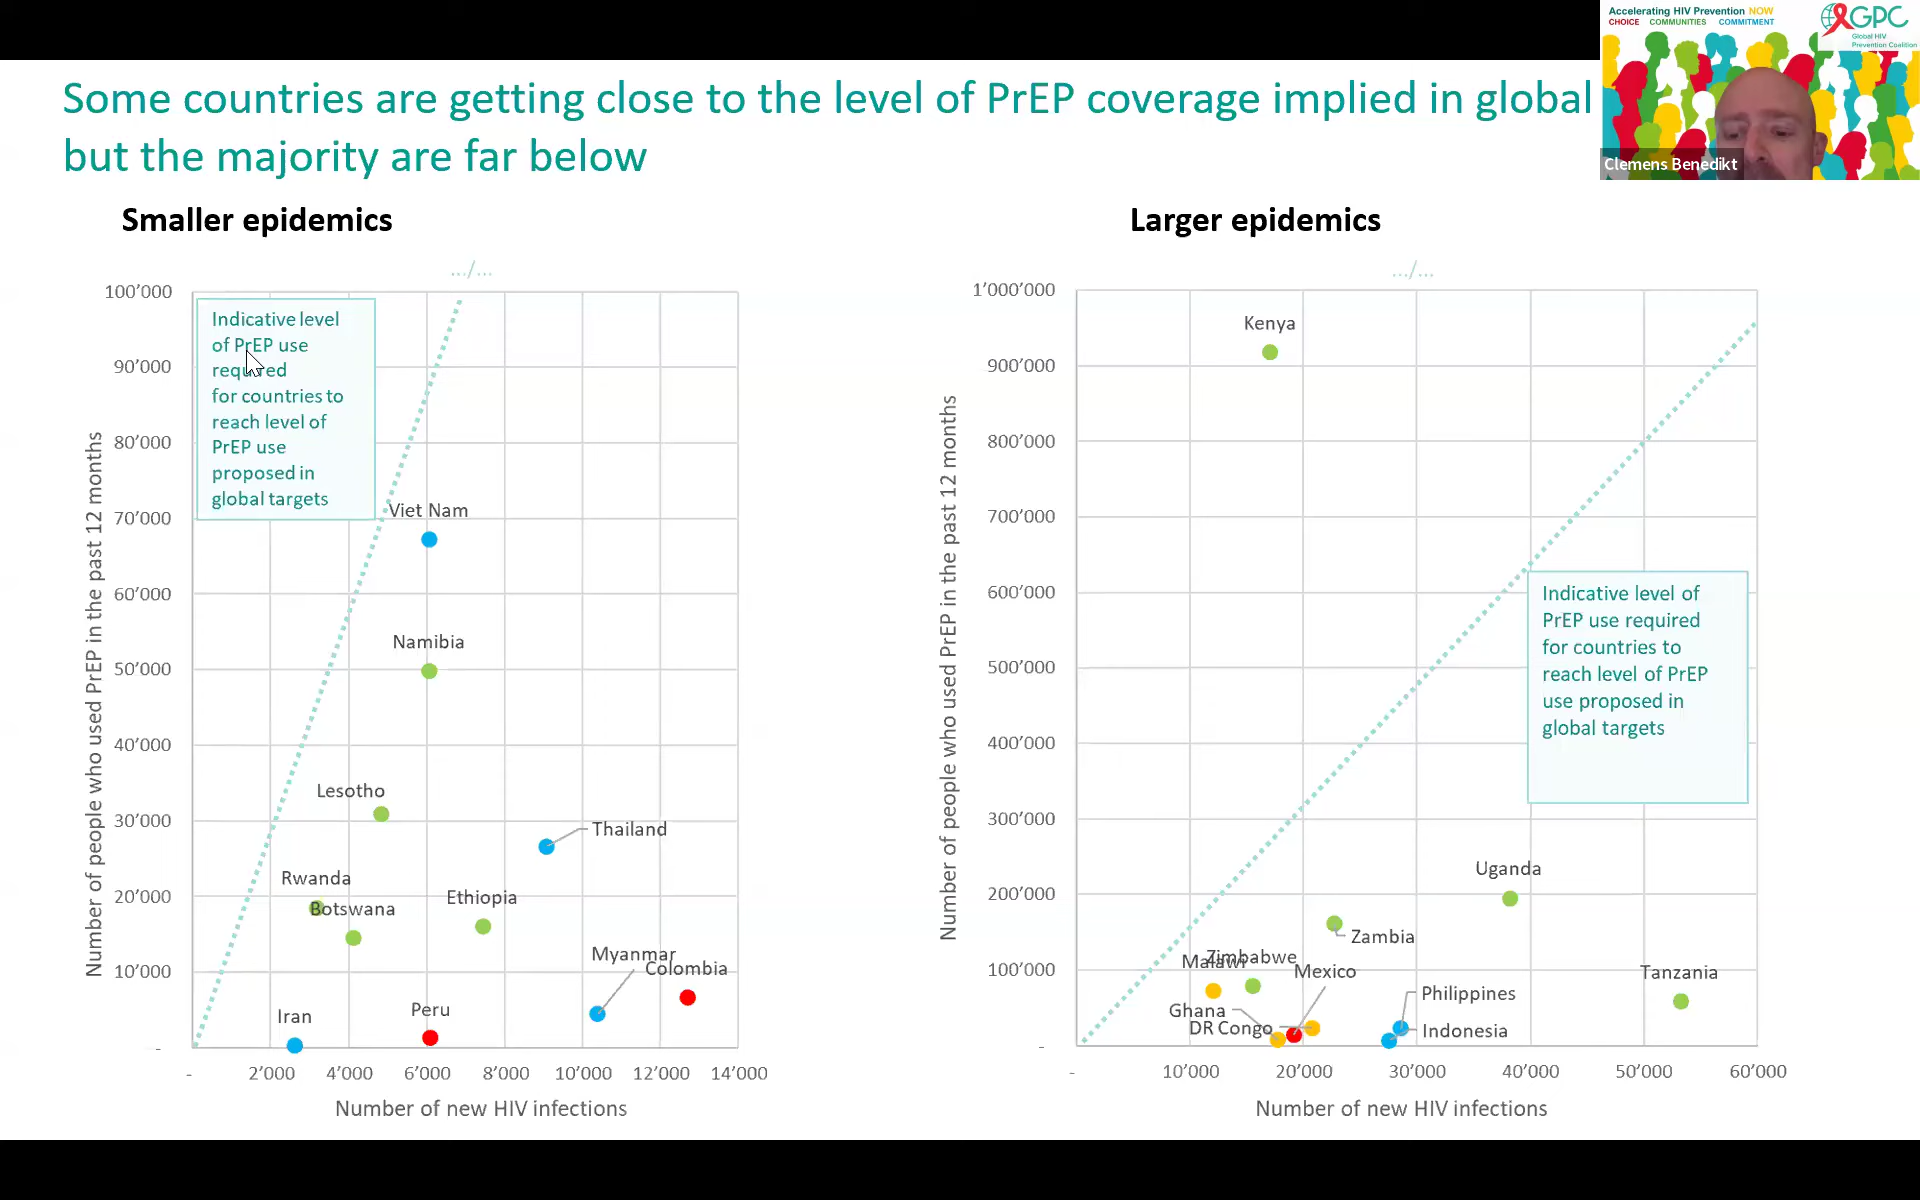 Accelerating HIV Prevention NOW
CHOICE COMMUNITIES COMMITMENT
GPC
Global HIV
Prevention Coalition
Clemens Benedikt
Some countries are getting close to the level of PrEP coverage implied in global
but the majority are far below
Smaller epidemics
.../...
100’000
90’000
80’000
70’000
60’000
50’000
40’000
30’000
20’000
10’000
-
Number of people who used PrEP in the past 12 months
Indicative level
of PrEP use
required
for countries to
reach level of
PrEP use
proposed in
global targets
Viet Nam
Namibia
Lesotho
Thailand
Rwanda
Botswana
Ethiopia
Myanmar
Colombia
Iran
Peru
- 2’000 4’000 6’000 8’000 10’000 12’000 14’000
Number of new HIV infections
Larger epidemics
.../...
1’000’000
900’000
800’000
700’000
600’000
500’000
400’000
300’000
200’000
100’000
-
Number of people who used PrEP in the past 12 months
Kenya
Indicative level of
PrEP use required
for countries to
reach level of PrEP
use proposed in
global targets
Uganda
Zambia
Zimbabwe
Malawi
Mexico
Tanzania
Philippines
Ghana
DR Congo
Indonesia
- 10’000 20’000 30’000 40’000 50’000 60’000
Number of new HIV infections